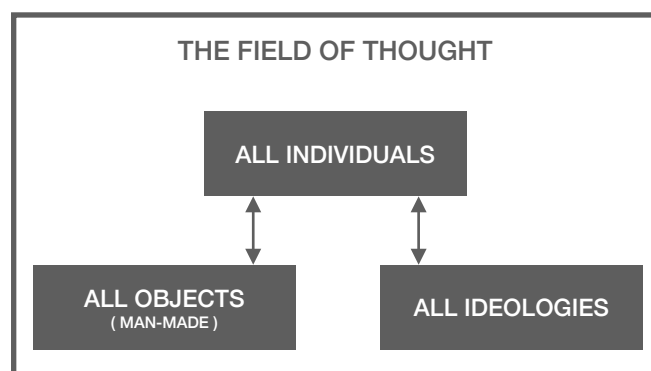 THE FIELD OF THOUGHT
ALL INDIVIDUALS
ALL OBJECTS
( MAN-MADE )
ALL IDEOLOGIES